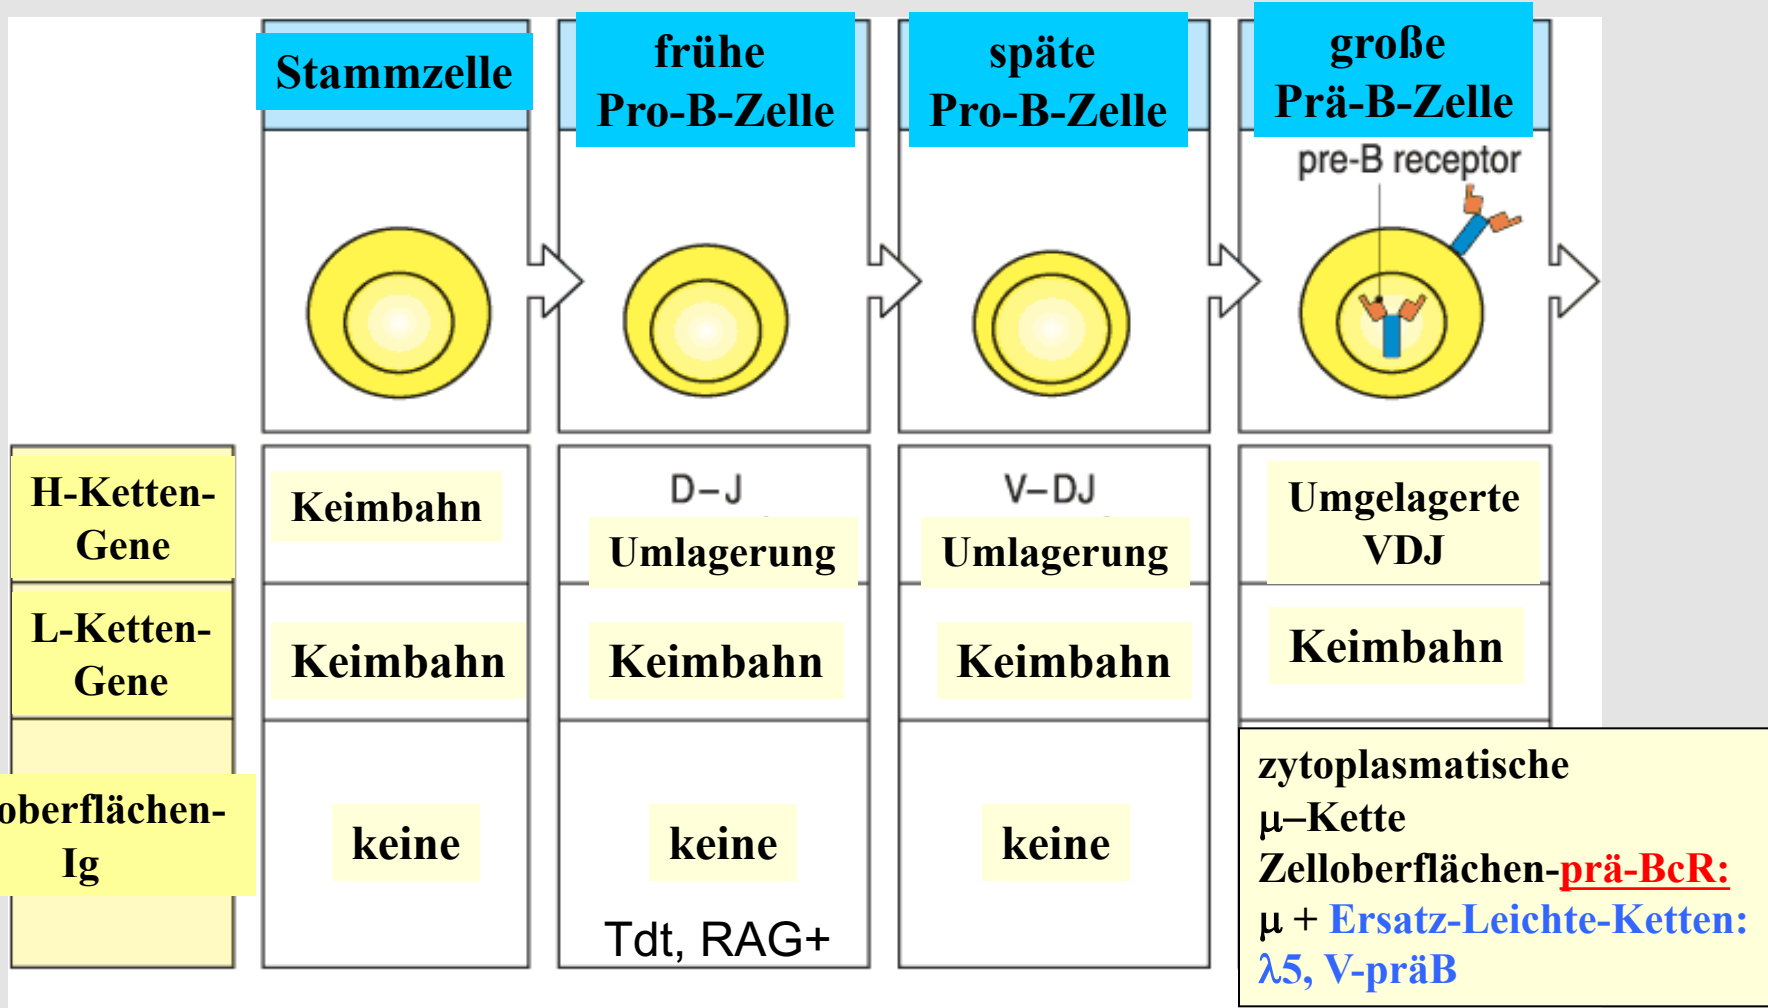 Stammzelle
frühe
Pro-B-Zelle
späte
Pro-B-Zelle
große
Prä-B-Zelle
pre-B receptor
H-Ketten-
Gene
Keimbahn
D–J
Umlagerung
V–DJ
Umlagerung
Umgelagerte
VDJ
L-Ketten-
Gene
Keimbahn
Keimbahn
Keimbahn
Keimbahn
oberflächen-
Ig
keine
keine
Tdt, RAG+
keine
zytoplasmatische
μ–Kette
Zelloberflächen-prä-BcR:
μ + Ersatz-Leichte-Ketten:
λ5, V-präB